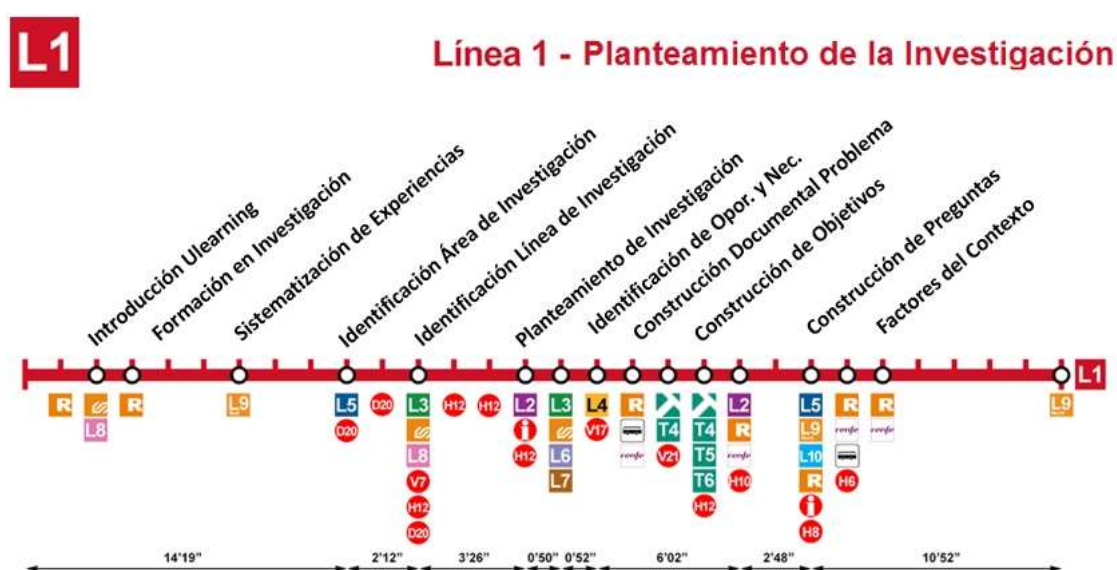 L1
Línea 1 - Planteamiento de la Investigación
Introducción Ulearning
Formación en Investigación
Sistematización de Experiencias
Identificación Área de Investigación
Identificación Línea de Investigación
Planteamiento de Investigación
Identificación de Opor. y Nec.
Construcción Documental Problema
Construcción de Objetivos
Construcción de Preguntas
Factores del Contexto
L1
R R L9 L5 D20 L3 H12 H12 L2 L3 L4 R T4 L2 L5 R R L9
L8 D20 L8 i L6 V17 renfe T4 R L9 renfe renfe
V7 H12 L7 V21 T5 renfe L10 H6
H12 T6 H10 R
D20 H12 i
H8
14'19" 2'12" 3'26" 0'50" 0'52" 6'02" 2'48" 10'52"